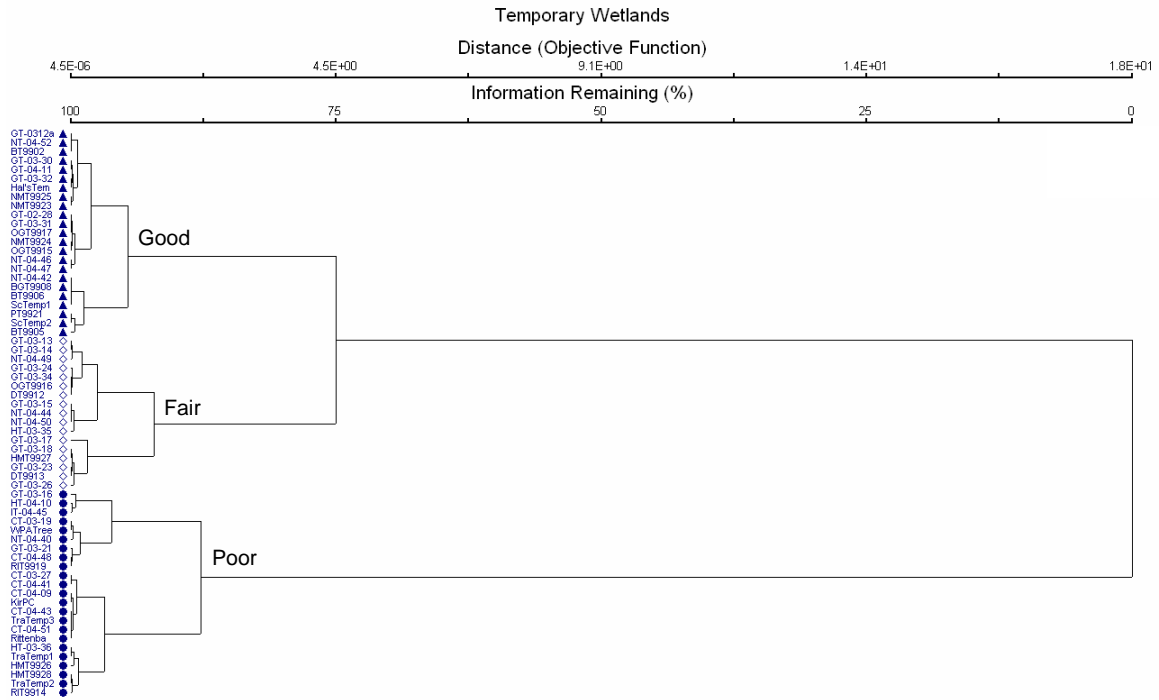 Temporary Wetlands
Distance (Objective Function)
4.5E-06 4.5E+00 9.1E+00 1.4E+01 1.8E+01
Information Remaining (%)
100 75 50 25 0
GT-0312a
NT-04-52
BT9902
GT-03-30
GT-04-11
GT-03-32
Hal'sTem
NMT9925
NMT9923
GT-02-28
GT-03-31
OGT9917
NMT9924
OGT9915
Good
NT-04-46
NT-04-47
NT-04-42
BGT9908
BT9906
ScTemp1
PT9921
ScTemp2
BT9905
GT-03-13
GT-03-14
NT-04-49
GT-03-24
GT-03-34
OGT9916
DT9912
GT-03-15
Fair
NT-04-44
NT-04-50
HT-03-35
GT-03-17
GT-03-18
HMT9927
GT-03-23
DT9913
GT-03-26
GT-03-16
HT-04-10
IT-04-45
CT-03-19
WPATree
NT-04-40
GT-03-21
CT-04-48
Poor
RIT9919
CT-03-27
CT-04-41
CT-04-09
KirPC
CT-04-43
TraTemp3
CT-04-51
Rittenba
HT-03-36
TraTemp1
HMT9926
HMT9928
TraTemp2
RIT9914